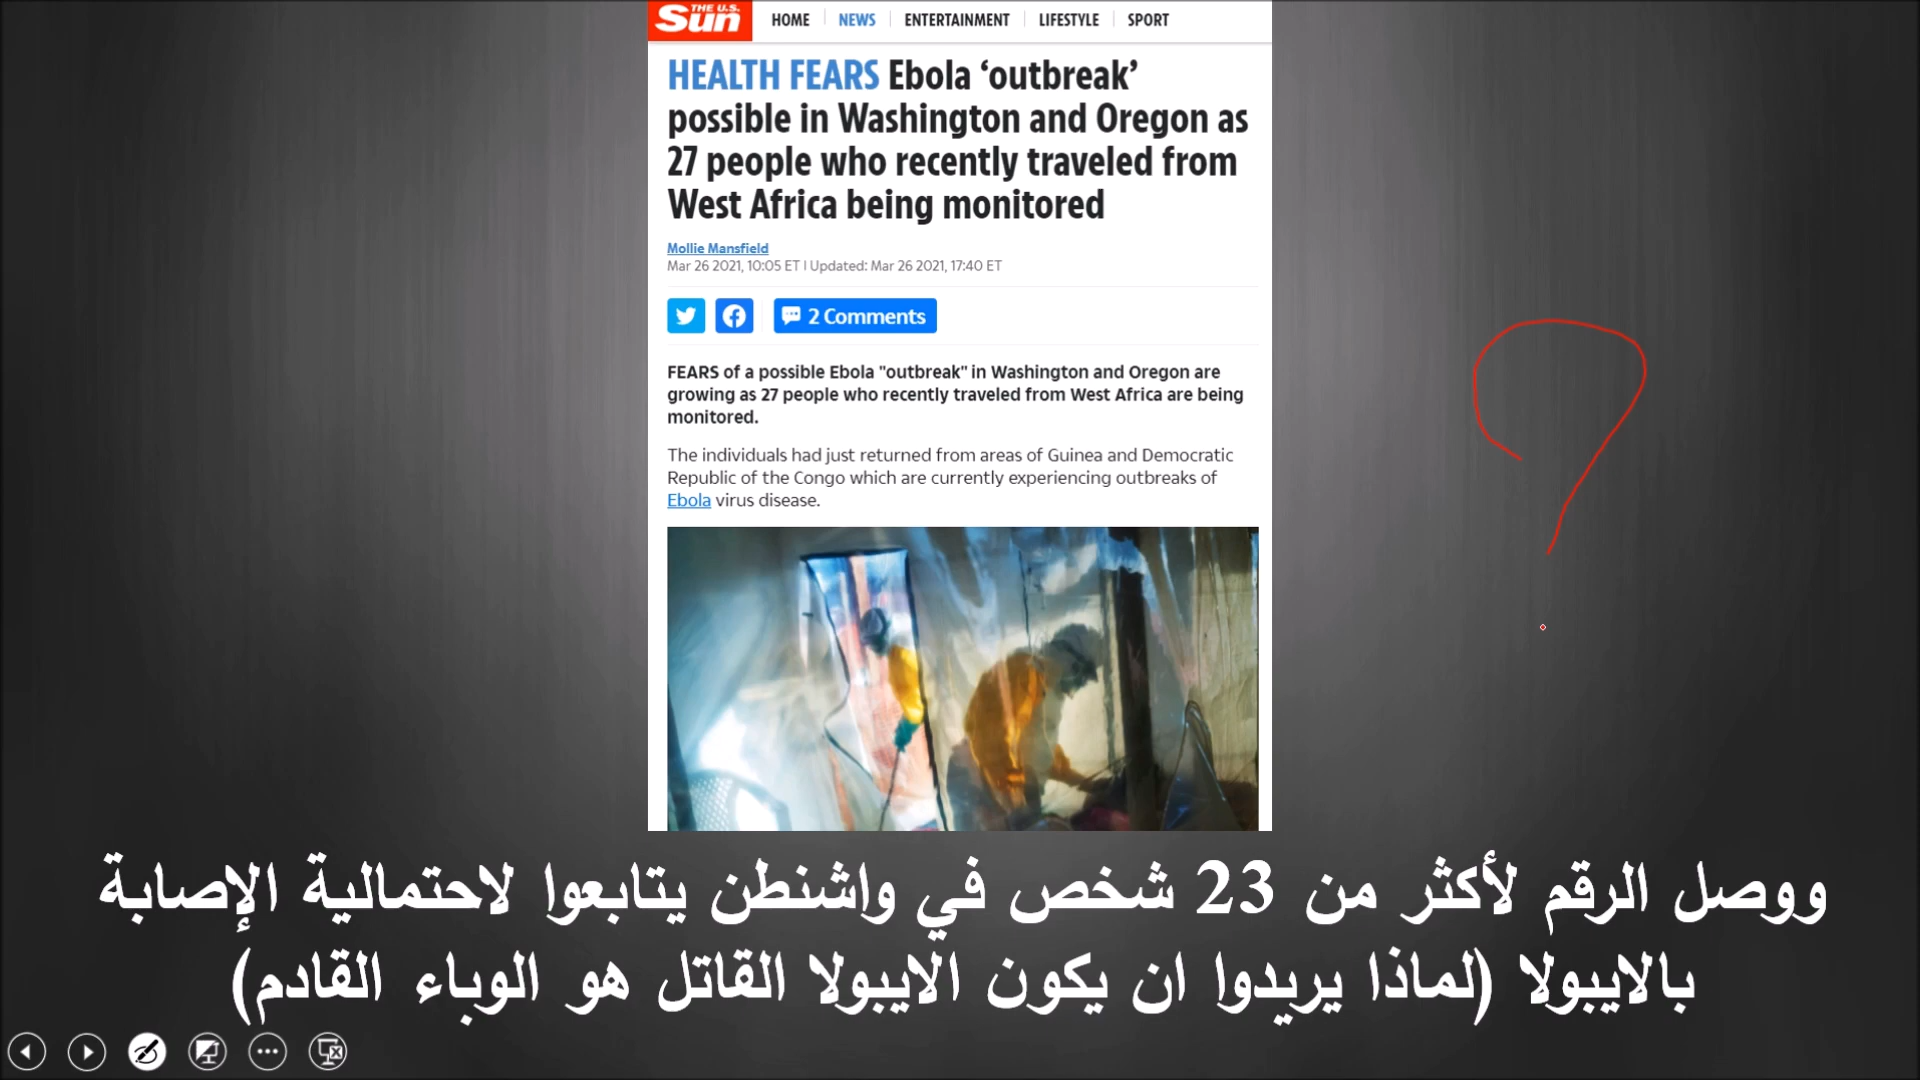 THE U.S.
Sun
HOME NEWS ENTERTAINMENT LIFESTYLE SPORT
HEALTH FEARS Ebola ‘outbreak’
possible in Washington and Oregon as
27 people who recently traveled from
West Africa being monitored
Mollie Mansfield
Mar 26 2021, 10:05 ET | Updated: Mar 26 2021, 17:40 ET
2 Comments
FEARS of a possible Ebola "outbreak" in Washington and Oregon are
growing as 27 people who recently traveled from West Africa are being
monitored.
The individuals had just returned from areas of Guinea and Democratic
Republic of the Congo which are currently experiencing outbreaks of
Ebola virus disease.
?
ووصل الرقم لأكثر من 23 شخص في واشنطن يتابعوا لاحتمالية الإصابة
بالايبولا (لماذا يريدوا ان يكون الايبولا القاتل هو الوباء القادم)